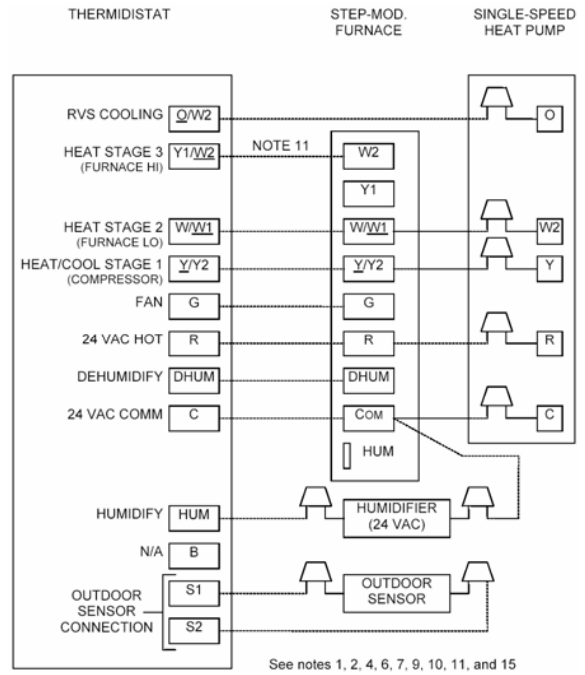 THERMIDISTAT
STEP-MOD.
FURNACE
SINGLE-SPEED
HEAT PUMP
RVS COOLING O/W2
O
HEAT STAGE 3
(FURNACE HI)
Y1/W2
NOTE 11
W2
Y1
HEAT STAGE 2
(FURNACE LO)
W/W1
W/W1
W2
HEAT/COOL STAGE 1
(COMPRESSOR)
Y/Y2
Y/Y2
Y
FAN G
G
24 VAC HOT R
R
R
DEHUMIDIFY DHUM
DHUM
24 VAC COMM C
COM
C
HUM
HUMIDIFY HUM
HUMIDIFIER
(24 VAC)
N/A B
OUTDOOR
SENSOR
CONNECTION
S1
S2
OUTDOOR
SENSOR
See notes 1, 2, 4, 6, 7, 9, 10, 11, and 15